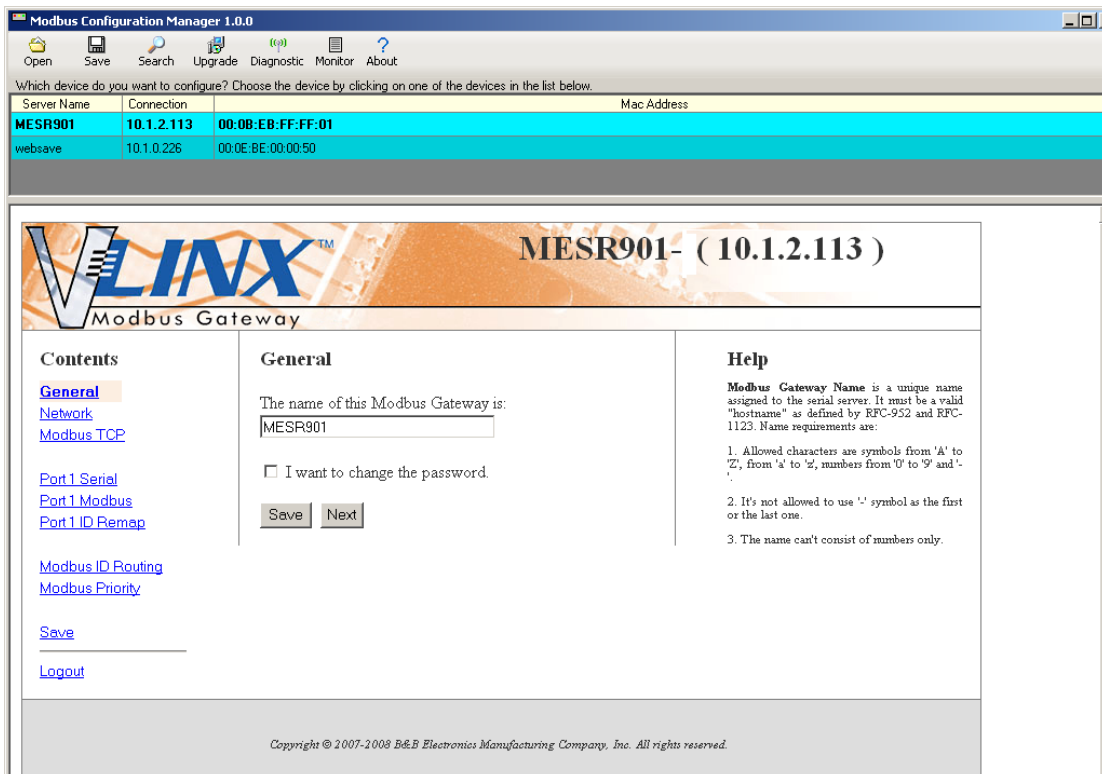 Modbus Configuration Manager 1.0.0
Open Save Search Upgrade Diagnostic Monitor About
Which device do you want to configure? Choose the device by clicking on one of the devices in the list below.
Server Name Connection Mac Address
MESR901 10.1.2.113 00:0B:EB:FF:FF:01
websave 10.1.0.226 00:0E:BE:00:00:50
VLINX™
Modbus Gateway
MESR901- ( 10.1.2.113 )
Contents
General
Network
Modbus TCP
Port 1 Serial
Port 1 Modbus
Port 1 ID Remap
Modbus ID Routing
Modbus Priority
Save
Logout
General
The name of this Modbus Gateway is:
MESR901
I want to change the password.
Save Next
Help
Modbus Gateway Name is a unique name
assigned to the serial server. It must be a valid
"hostname" as defined by RFC-952 and RFC-
1123. Name requirements are:
1. Allowed characters are symbols from 'A' to
'Z', from 'a' to 'z', numbers from '0' to '9' and '-
'.
2. It's not allowed to use '-' symbol as the first
or the last one.
3. The name can't consist of numbers only.
Copyright © 2007-2008 B&B Electronics Manufacturing Company, Inc. All rights reserved.